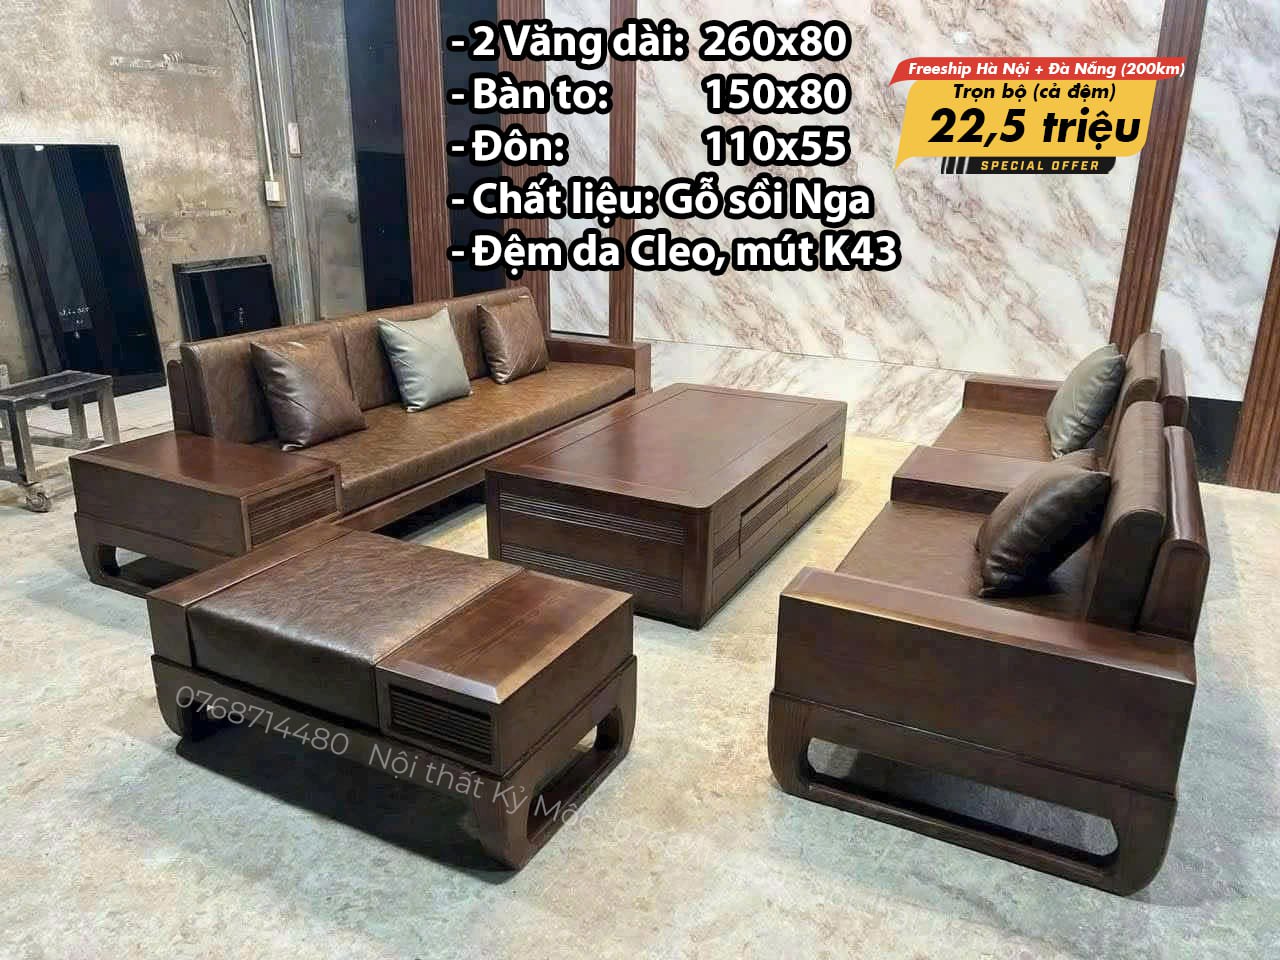 - 2 Văng dài: 260x80
- Bàn to: 150x80
- Đôn: 110x55
- Chất liệu: Gỗ sồi Nga
- Đệm da Cleo, mút K43
Freeship Hà Nội + Đà Nẵng (200km)
Trọn bộ (cả đệm)
22,5 triệu
SPECIAL OFFER
0768714480 Nội thất Kỷ Mộc